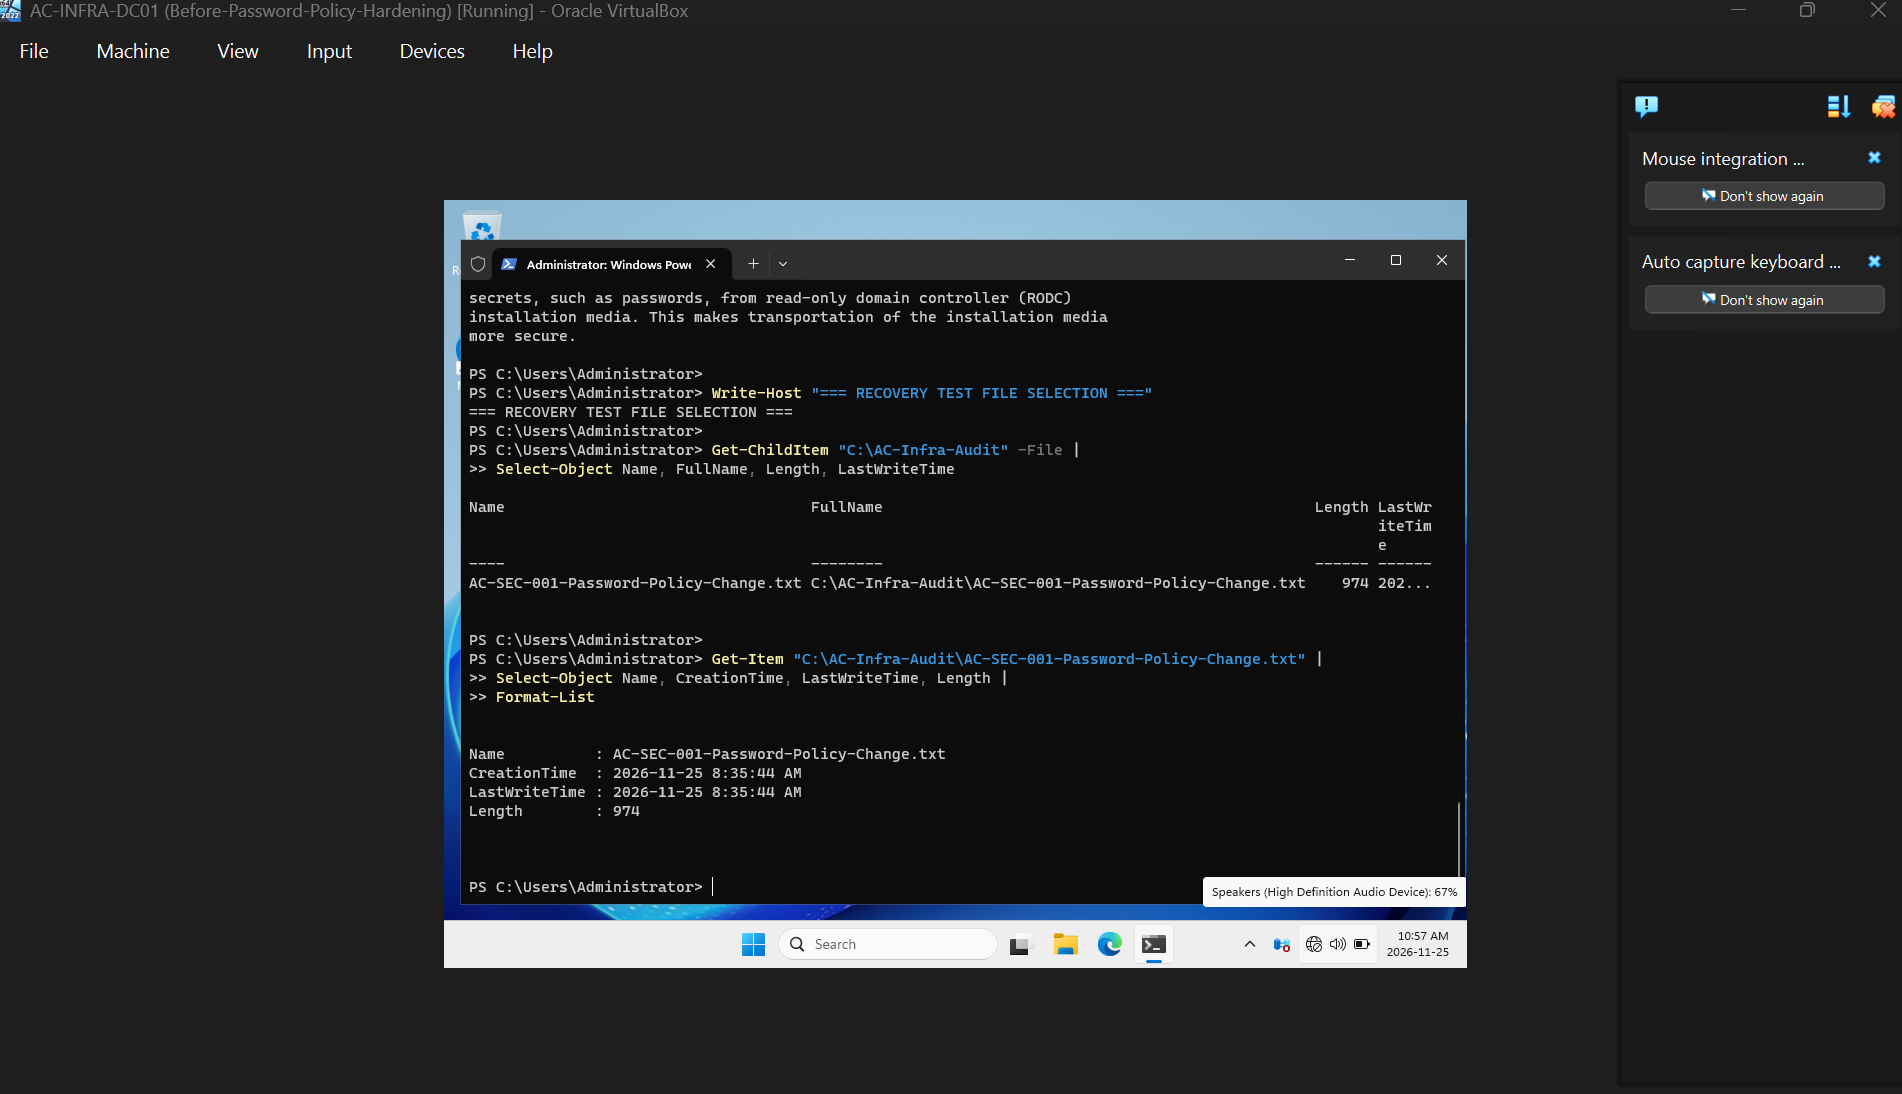 AC-INFRA-DC01 (Before-Password-Policy-Hardening) [Running] - Oracle VirtualBox
File Machine View Input Devices Help
Mouse integration ...
Don't show again
Auto capture keyboard ...
Don't show again
Administrator: Windows Powe
secrets, such as passwords, from read-only domain controller (RODC)
installation media. This makes transportation of the installation media
more secure.
PS C:\Users\Administrator>
PS C:\Users\Administrator> Write-Host "=== RECOVERY TEST FILE SELECTION ==="
=== RECOVERY TEST FILE SELECTION ===
PS C:\Users\Administrator>
PS C:\Users\Administrator> Get-ChildItem "C:\AC-Infra-Audit" -File |
>> Select-Object Name, FullName, Length, LastWriteTime
Name FullName Length LastWr
iteTim
e
---- -------- ------ ------
AC-SEC-001-Password-Policy-Change.txt C:\AC-Infra-Audit\AC-SEC-001-Password-Policy-Change.txt 974 202...
PS C:\Users\Administrator>
PS C:\Users\Administrator> Get-Item "C:\AC-Infra-Audit\AC-SEC-001-Password-Policy-Change.txt" |
>> Select-Object Name, CreationTime, LastWriteTime, Length |
>> Format-List
Name : AC-SEC-001-Password-Policy-Change.txt
CreationTime : 2026-11-25 8:35:44 AM
LastWriteTime : 2026-11-25 8:35:44 AM
Length : 974
PS C:\Users\Administrator>
Speakers (High Definition Audio Device): 67%
Search
10:57 AM
2026-11-25